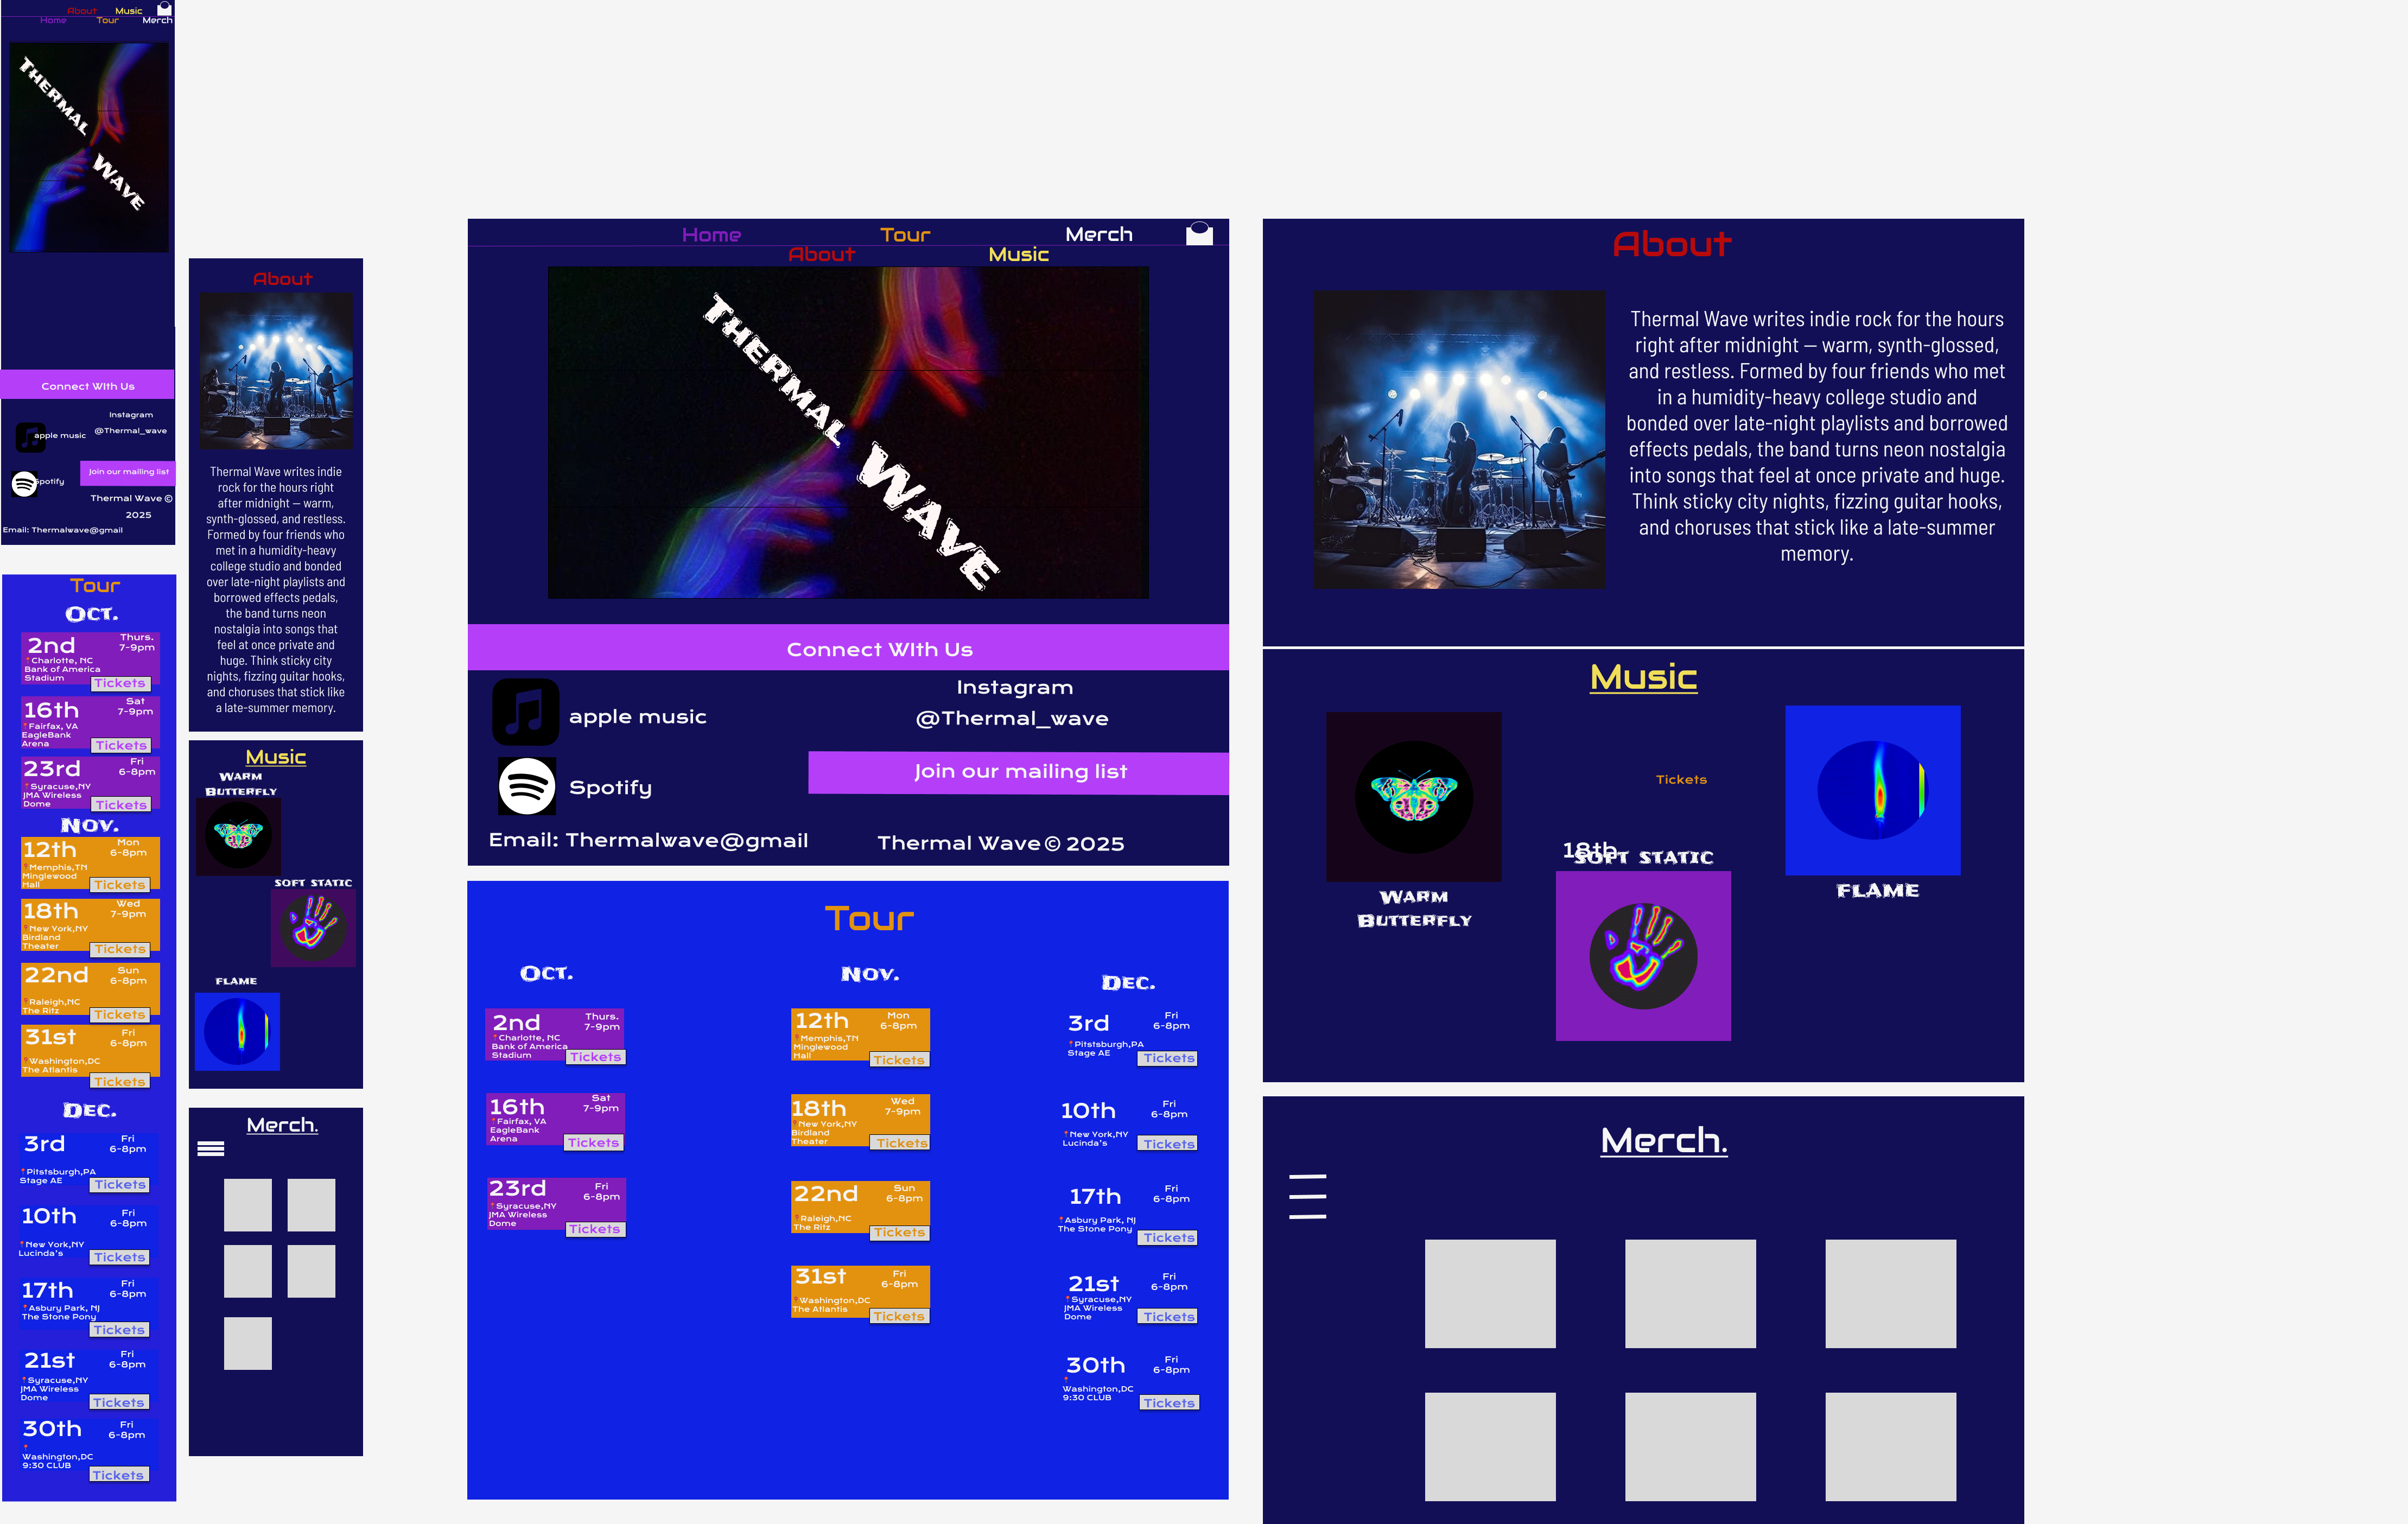 About Music
Home Tour Merch
THERMAL
WAVE
Connect WIth Us
Instagram
@Thermal_wave
apple music
Join our mailing list
Spotify
Thermal Wave ©
2025
Email: Thermalwave@gmail
Tour
Oct.
2nd
Thurs.
7-9pm
Charlotte, NC
Bank of America
Stadium
Tickets
16th
Sat
7-9pm
Fairfax, VA
EagleBank
Arena
Tickets
23rd
Fri
6-8pm
Syracuse,NY
JMA Wireless
Dome
Tickets
Nov.
12th
Mon
6-8pm
Memphis,TN
Minglewood
Hall
Tickets
18th
Wed
7-9pm
New York,NY
Birdland
Theater
Tickets
22nd
Sun
6-8pm
Raleigh,NC
The Ritz
Tickets
31st
Fri
6-8pm
Washington,DC
The Atlantis
Tickets
Dec.
3rd
Fri
6-8pm
Pitstsburgh,PA
Stage AE
Tickets
10th
Fri
6-8pm
New York,NY
Lucinda's
Tickets
17th
Fri
6-8pm
Asbury Park, NJ
The Stone Pony
Tickets
21st
Fri
6-8pm
Syracuse,NY
JMA Wireless
Dome
Tickets
30th
Fri
6-8pm
Washington,DC
9:30 CLUB
Tickets
About
Thermal Wave writes indie
rock for the hours right
after midnight — warm,
synth-glossed, and restless.
Formed by four friends who
met in a humidity-heavy
college studio and bonded
over late-night playlists and
borrowed effects pedals,
the band turns neon
nostalgia into songs that
feel at once private and
huge. Think sticky city
nights, fizzing guitar hooks,
and choruses that stick like
a late-summer memory.
Music
Warm
Butterfly
SOFT STATIC
FLAME
Merch.
Home Tour Merch
About Music
THERMAL
WAVE
Connect WIth Us
Instagram
@Thermal_wave
apple music
Join our mailing list
Spotify
Email: Thermalwave@gmail
Thermal Wave © 2025
Tour
Oct.
2nd
Thurs.
7-9pm
Charlotte, NC
Bank of America
Stadium
Tickets
16th
Sat
7-9pm
Fairfax, VA
EagleBank
Arena
Tickets
23rd
Fri
6-8pm
Syracuse,NY
JMA Wireless
Dome
Tickets
Nov.
12th
Mon
6-8pm
Memphis,TN
Minglewood
Hall
Tickets
18th
Wed
7-9pm
New York,NY
Birdland
Theater
Tickets
22nd
Sun
6-8pm
Raleigh,NC
The Ritz
Tickets
31st
Fri
6-8pm
Washington,DC
The Atlantis
Tickets
Dec.
3rd
Fri
6-8pm
Pitstsburgh,PA
Stage AE
Tickets
10th
Fri
6-8pm
New York,NY
Lucinda's
Tickets
17th
Fri
6-8pm
Asbury Park, NJ
The Stone Pony
Tickets
21st
Fri
6-8pm
Syracuse,NY
JMA Wireless
Dome
Tickets
30th
Fri
6-8pm
Washington,DC
9:30 CLUB
Tickets
About
Thermal Wave writes indie rock for the hours
right after midnight — warm, synth-glossed,
and restless. Formed by four friends who met
in a humidity-heavy college studio and
bonded over late-night playlists and borrowed
effects pedals, the band turns neon nostalgia
into songs that feel at once private and huge.
Think sticky city nights, fizzing guitar hooks,
and choruses that stick like a late-summer
memory.
Music
Tickets
18th
SOFT STATIC
Warm
Butterfly
FLAME
Merch.